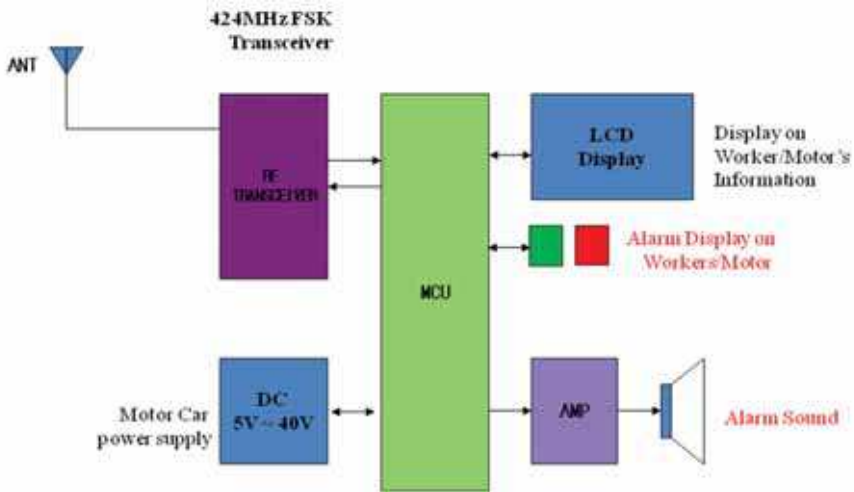 424MHz FSK
Transceiver
ANT
RF
TRANSCEIVER
MCU
LCD
Display
Display on
Worker/Motor's
Information
Alarm Display on
Workers/Motor
Motor Car
power supply
DC
5V ~ 40V
AMP
Alarm Sound